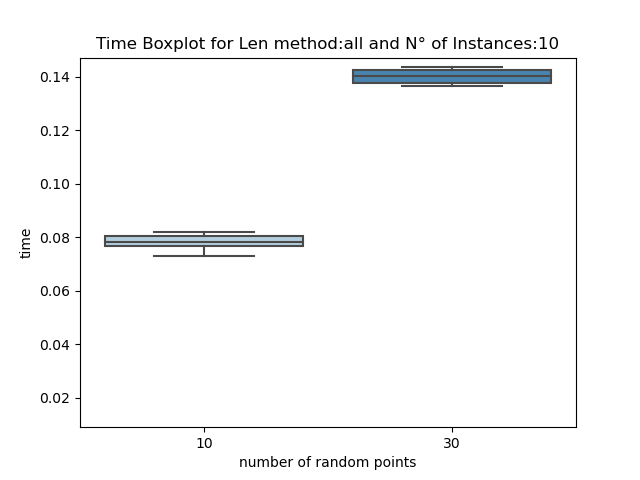 Time Boxplot for Len method:all and N° of Instances:10
0.14
0.12
0.10
0.08
0.06
0.04
0.02
time
10 30
number of random points